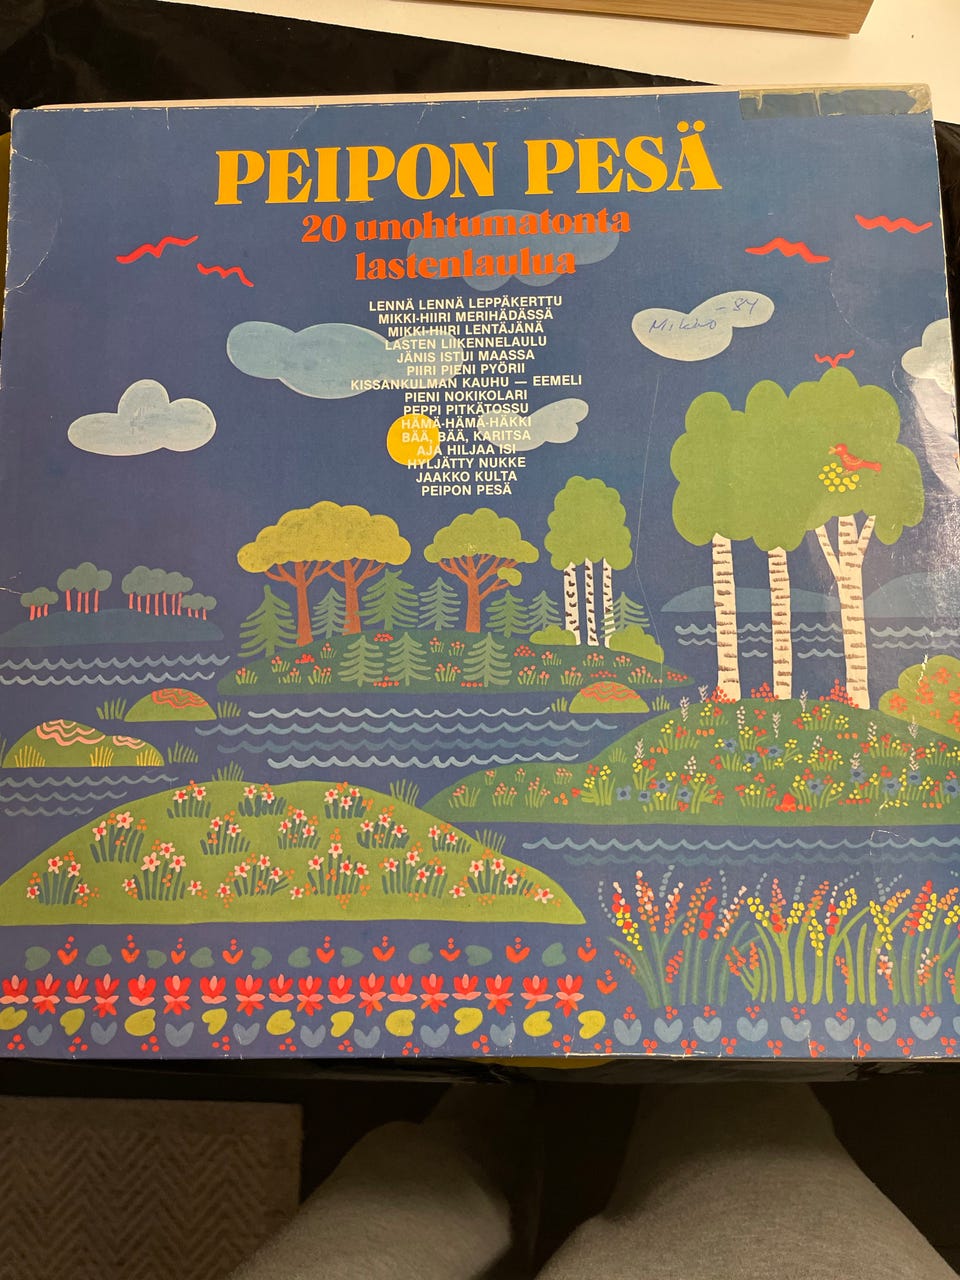 PEIPON PESÄ
20 unohtumatonta
lastenlaulua
LENNÄ LENNÄ LEPPÄKERTTU
MIKKI-HIIRI MERIHÄDÄSSÄ
MIKKI-HIIRI LENTÄJÄNÄ
LASTEN LIIKENNELAULU
JÄNIS ISTUI MAASSA
PIIRI PIENI PYÖRII
KISSANKULMAN KAUHU — EEMELI
PIENI NOKIKOLARI
PEPPI PITKÄTOSSU
HÄMÄ-HÄMÄ-HÄKKI
BÄÄ, BÄÄ, KARITSA
AJA HILJAA ISI
HYLJÄTTY NUKKE
JAAKKO KULTA
PEIPON PESÄ
-84